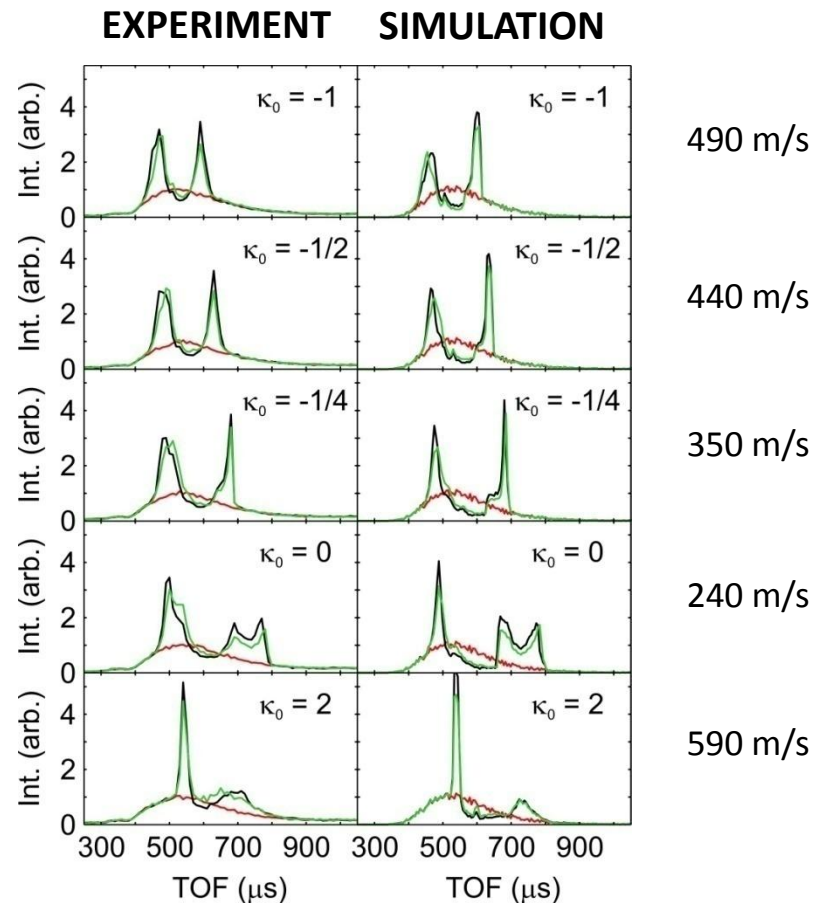 EXPERIMENT SIMULATION
Int. (arb.) 4 2 0 κ₀ = -1 κ₀ = -1 490 m/s
Int. (arb.) 4 2 0 κ₀ = -1/2 κ₀ = -1/2 440 m/s
Int. (arb.) 4 2 0 κ₀ = -1/4 κ₀ = -1/4 350 m/s
Int. (arb.) 4 2 0 κ₀ = 0 κ₀ = 0 240 m/s
Int. (arb.) 4 2 0 κ₀ = 2 κ₀ = 2 590 m/s
300 500 700 900 300 500 700 900
TOF (μs) TOF (μs)